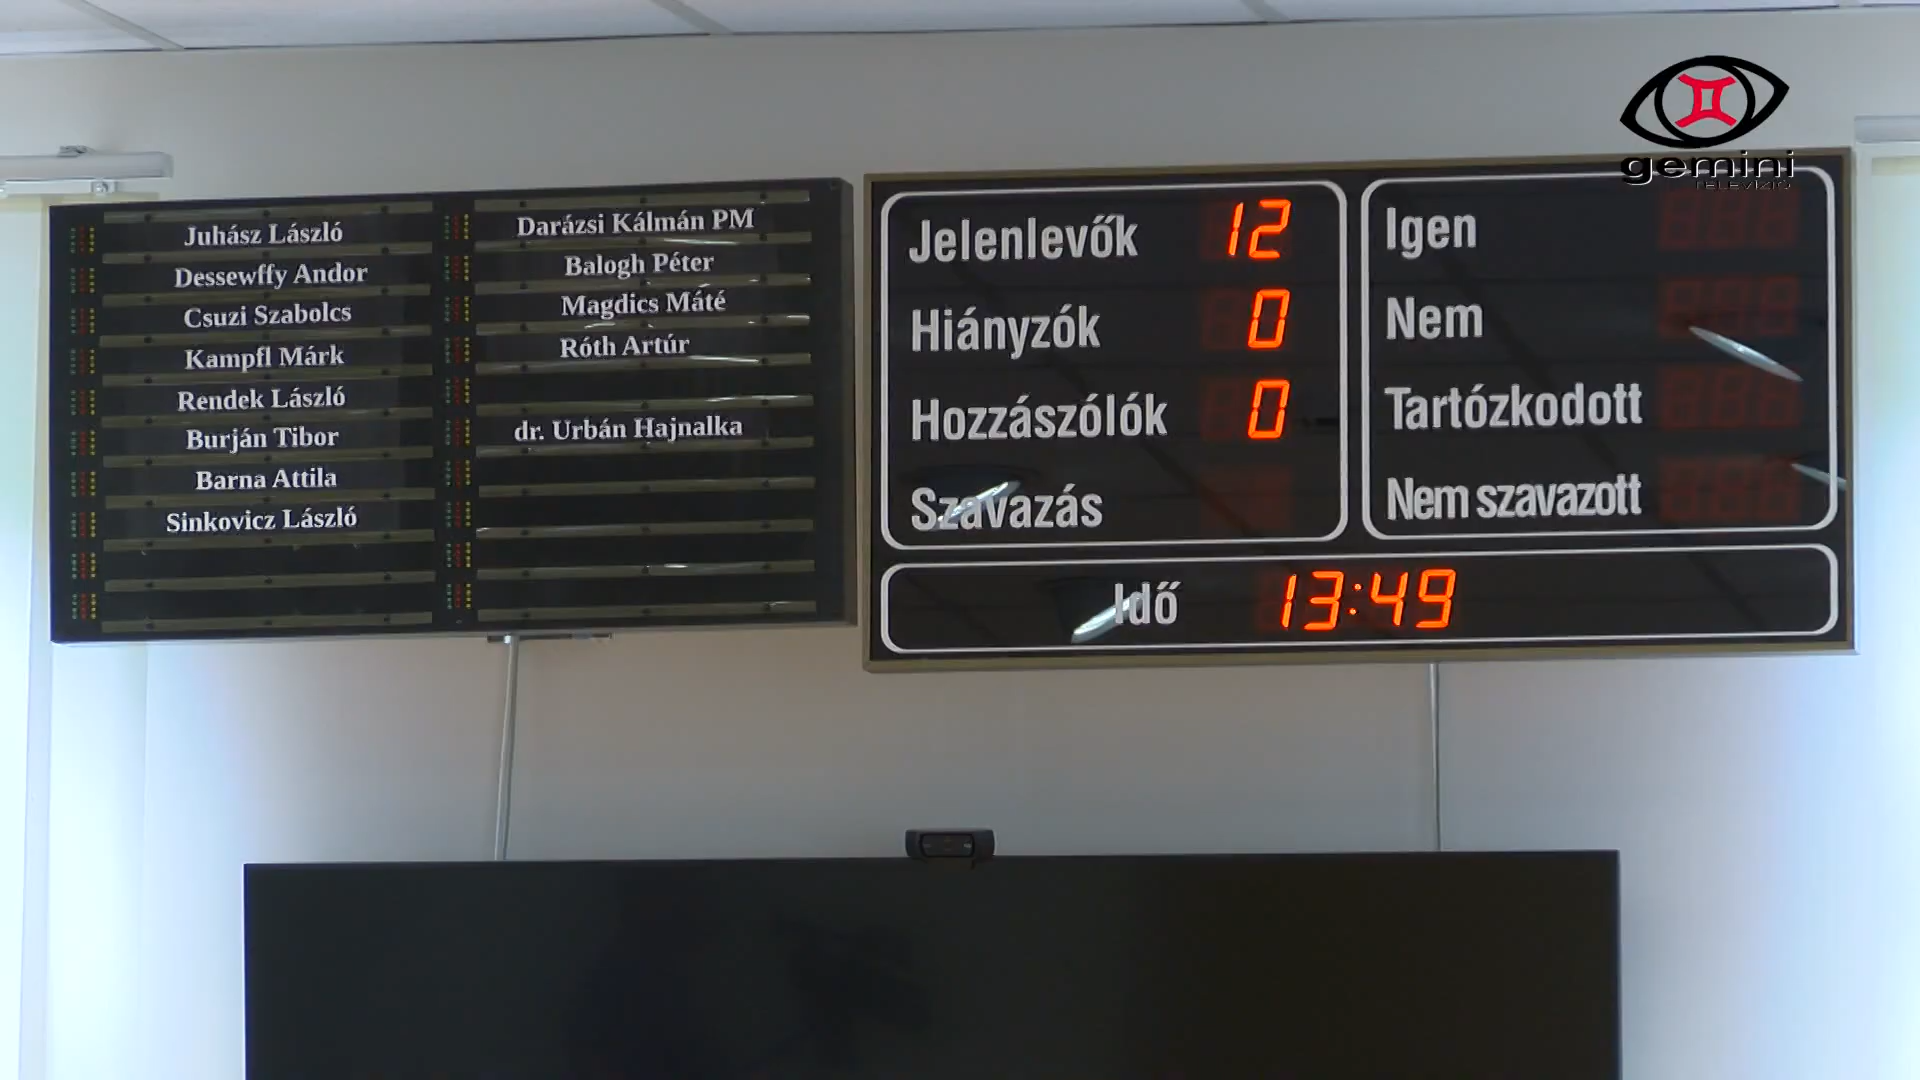 Juhász László
Dessewffy Andor
Csuzi Szabolcs
Kampfl Márk
Rendek László
Burján Tibor
Barna Attila
Sinkovicz László
Darázsi Kálmán PM
Balogh Péter
Magdics Máté
Róth Artúr
dr. Urbán Hajnalka
Jelenlevők 12
Hiányzók 0
Hozzászólók 0
Szavazás
Igen
Nem
Tartózkodott
Nem szavazott
Idő 13:49
gemini
TELEVÍZIÓ